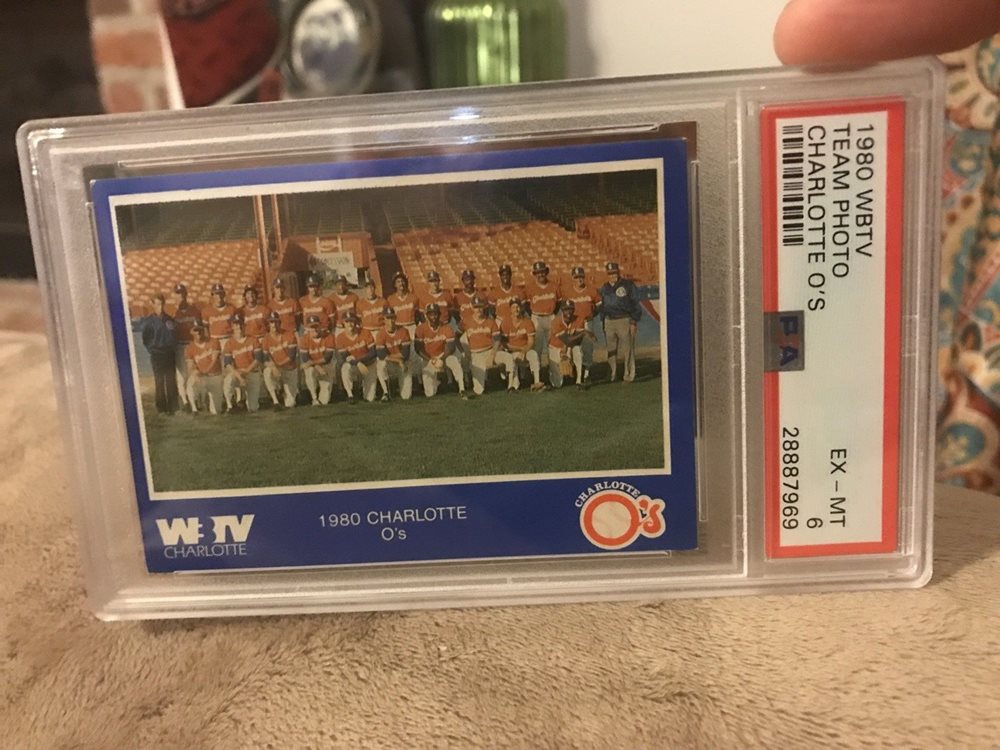 WBTV
CHARLOTTE
1980 CHARLOTTE
O's
CHARLOTTE
O's
1980 WBTV
TEAM PHOTO
CHARLOTTE O'S
EX-MT
6
28887969